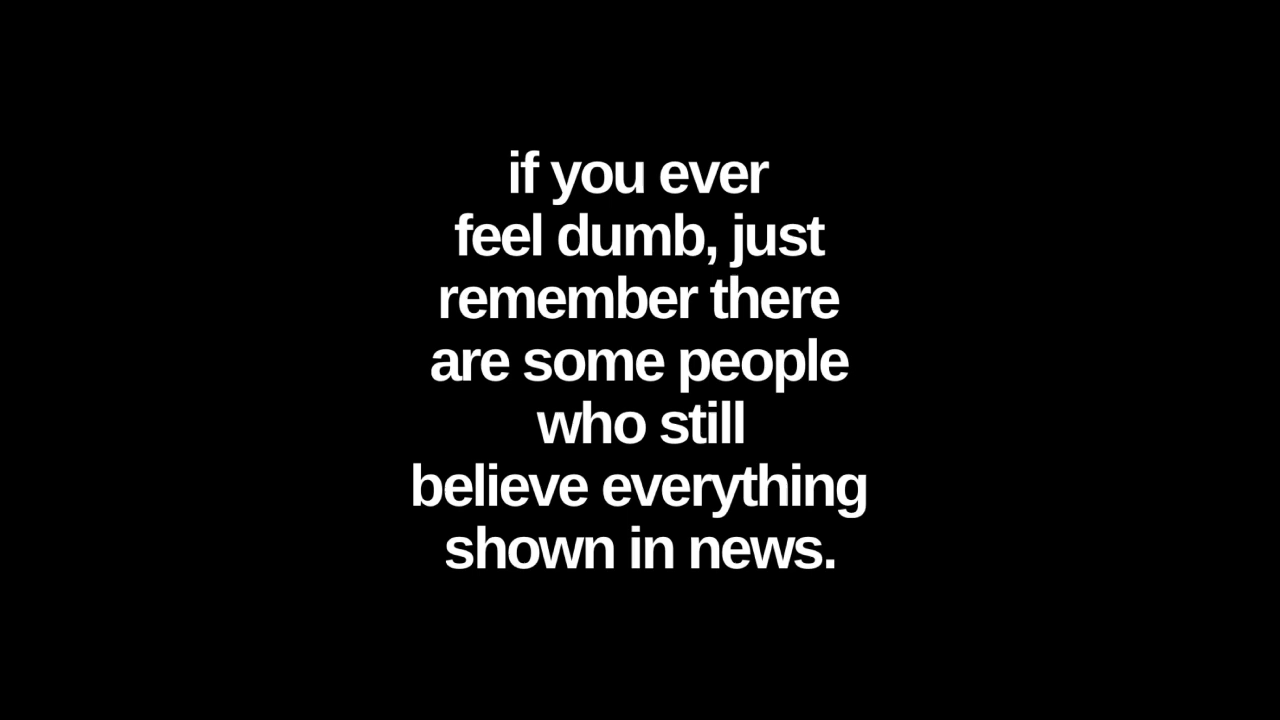 if you ever
feel dumb, just
remember there
are some people
who still
believe everything
shown in news.